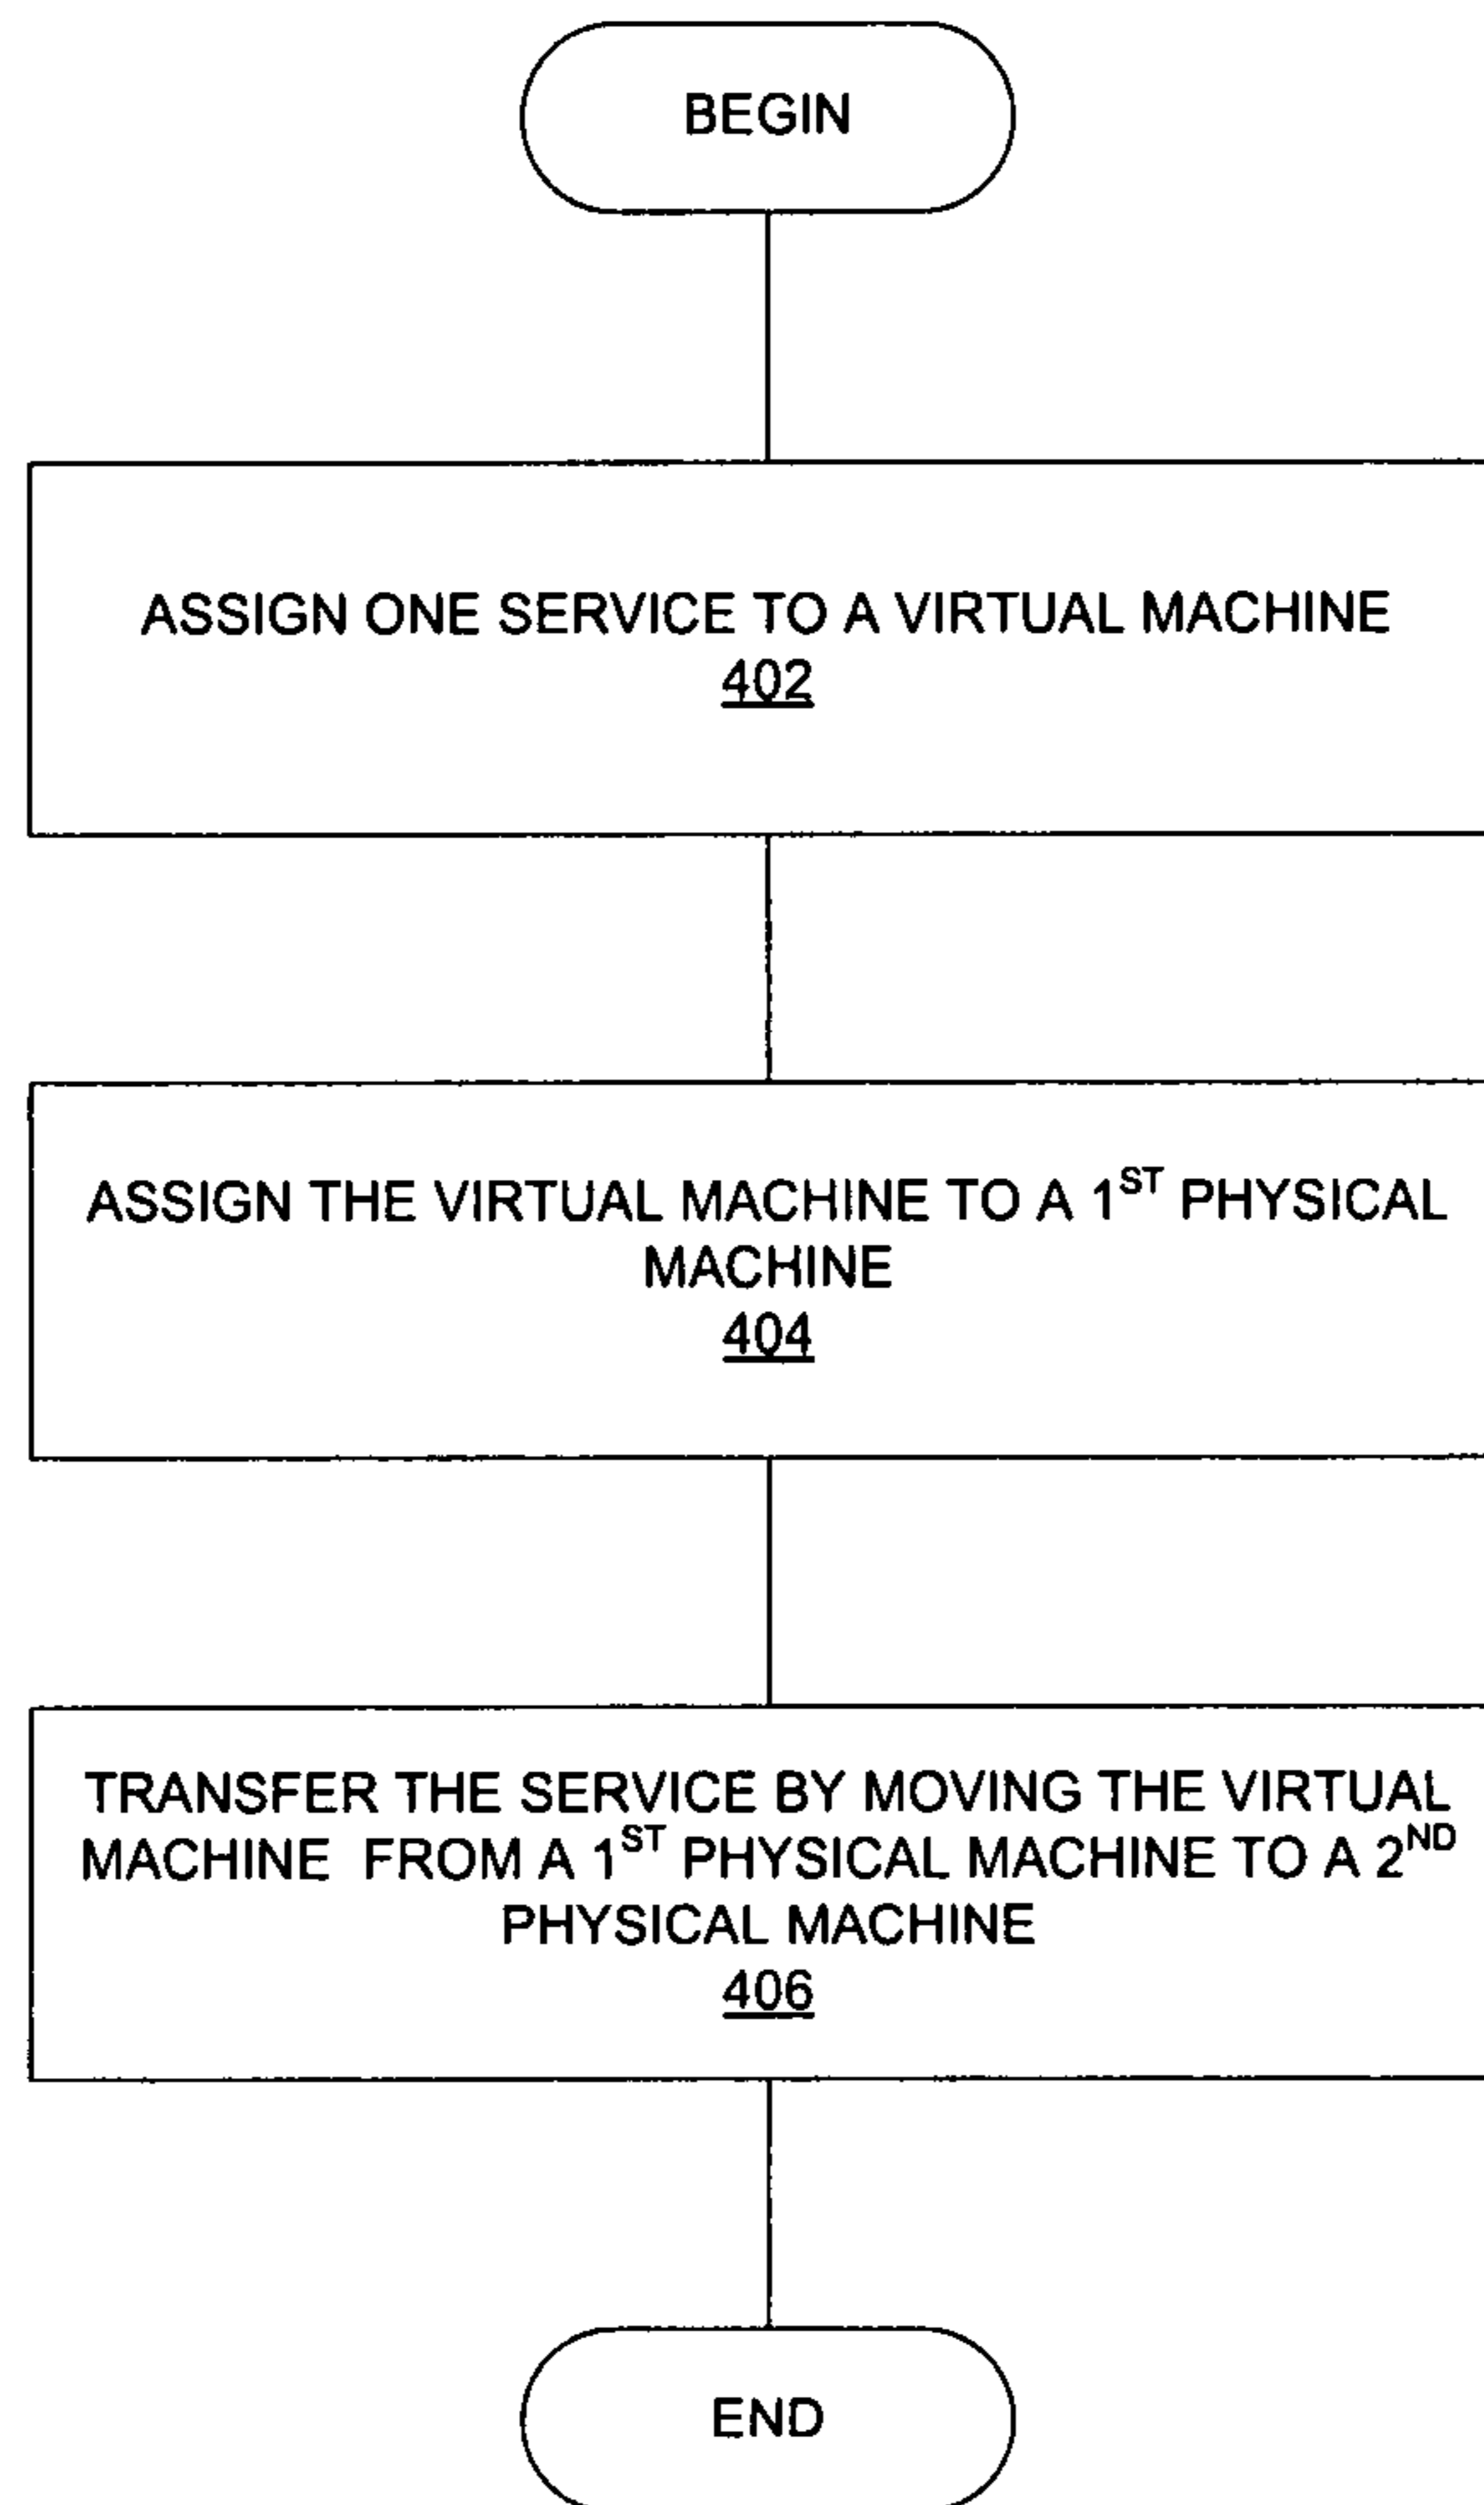 BEGIN
ASSIGN ONE SERVICE TO A VIRTUAL MACHINE
402
ASSIGN THE VIRTUAL MACHINE TO A 1ST PHYSICAL
MACHINE
404
TRANSFER THE SERVICE BY MOVING THE VIRTUAL
MACHINE FROM A 1ST PHYSICAL MACHINE TO A 2ND
PHYSICAL MACHINE
406
END